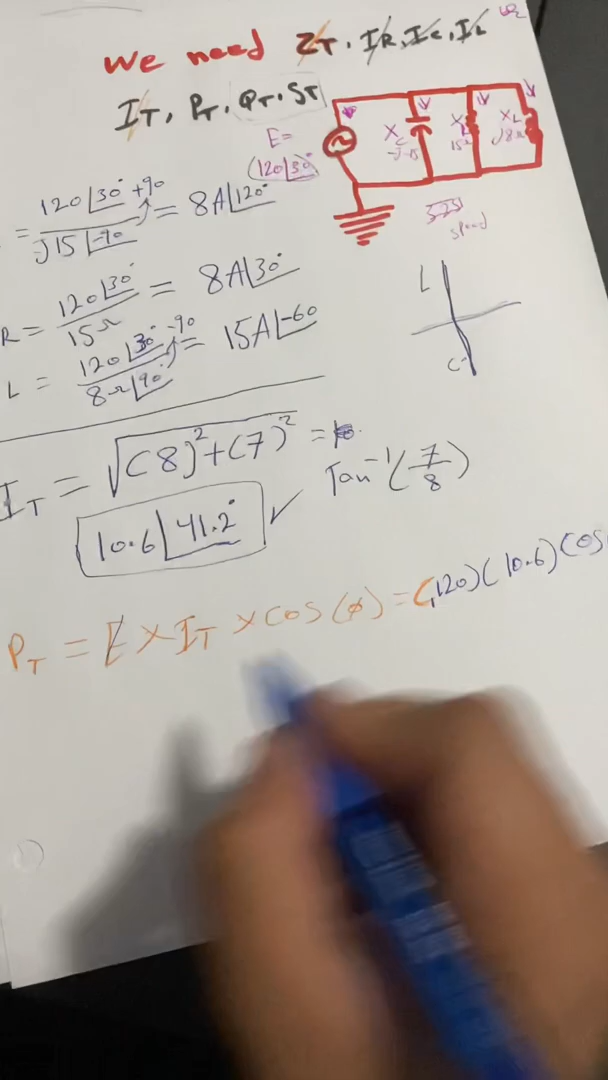 We need ZT, IR, IC, IL
IT, PT, QT, ST
E=
(120∠30°)
XC
-J15
15Ω
XL
J8Ω
= 120∠30° +90 / J15∠-90 = 8A∠120°
R = 120∠30° / 15Ω = 8A∠30°
L = 120∠30° -90 / 8Ω∠90° = 15A∠-60
L
C
IT = √(8)²+(7)² =
Tan⁻¹(7/8)
10.6∠41.2° ✓
PT = E × IT × cos(φ) = (120)(10.6)(cos